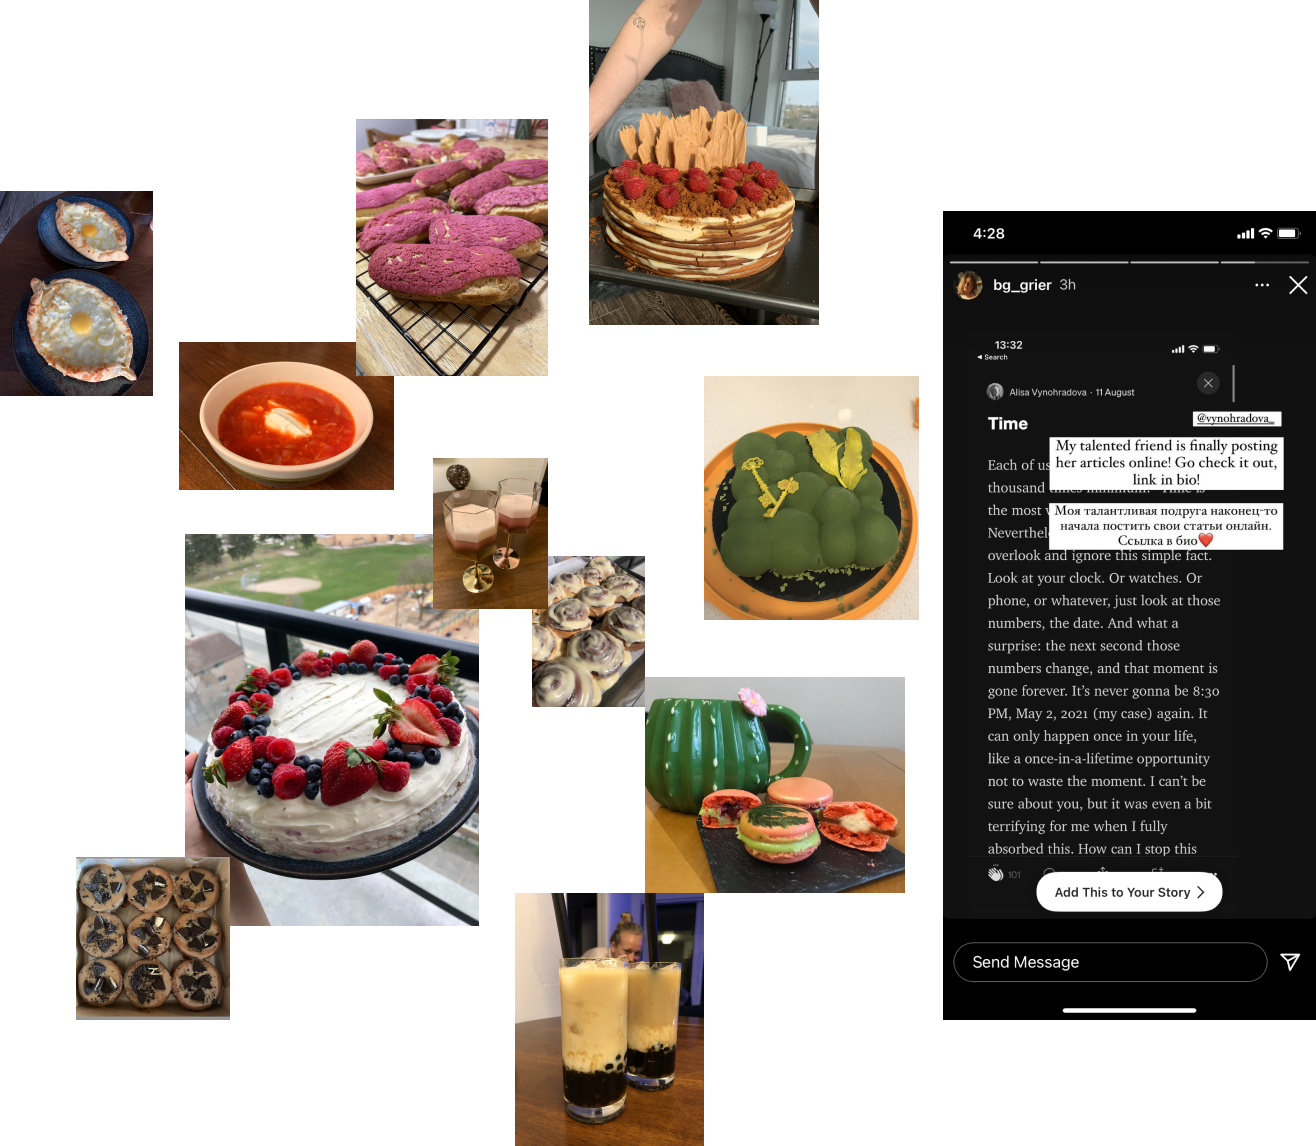 4:28
bg_grier 3h
13:32
Search
Alisa Vynohradova · 11 August
@vynohradova_
Time
My talented friend is finally posting
her articles online! Go check it out,
link in bio!
Моя талантливая подруга наконец-то
начала постить свои статьи онлайн.
Ссылка в био❤️
Each of us
thousand times minimum: "Time is
the most v
Neverthel
overlook and ignore this simple fact.
Look at your clock. Or watches. Or
phone, or whatever, just look at those
numbers, the date. And what a
surprise: the next second those
numbers change, and that moment is
gone forever. It’s never gonna be 8:30
PM, May 2, 2021 (my case) again. It
can only happen once in your life,
like a once-in-a-lifetime opportunity
not to waste the moment. I can’t be
sure about you, but it was even a bit
terrifying for me when I fully
absorbed this. How can I stop this
101
Add This to Your Story
Send Message